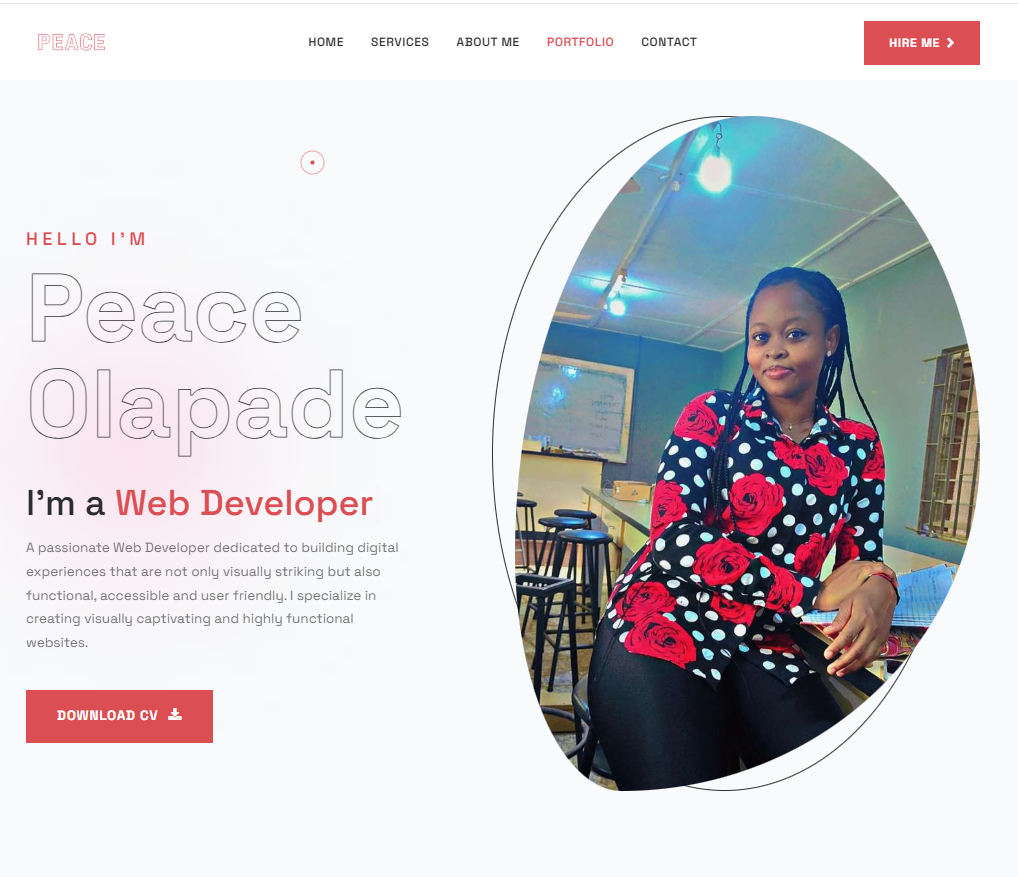 PEACE
HOME SERVICES ABOUT ME PORTFOLIO CONTACT
HIRE ME
HELLO I'M
Peace
Olapade
I'm a Web Developer
A passionate Web Developer dedicated to building digital
experiences that are not only visually striking but also
functional, accessible and user friendly. I specialize in
creating visually captivating and highly functional
websites.
DOWNLOAD CV